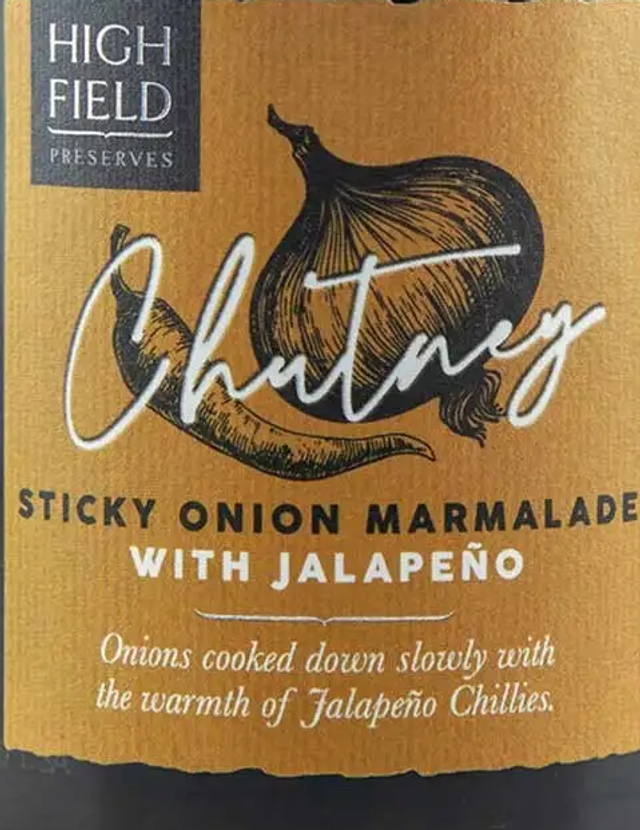 HIGH
FIELD
PRESERVES
Chutney
STICKY ONION MARMALADE
WITH JALAPEÑO
Onions cooked down slowly with
the warmth of Jalapeño Chillies.